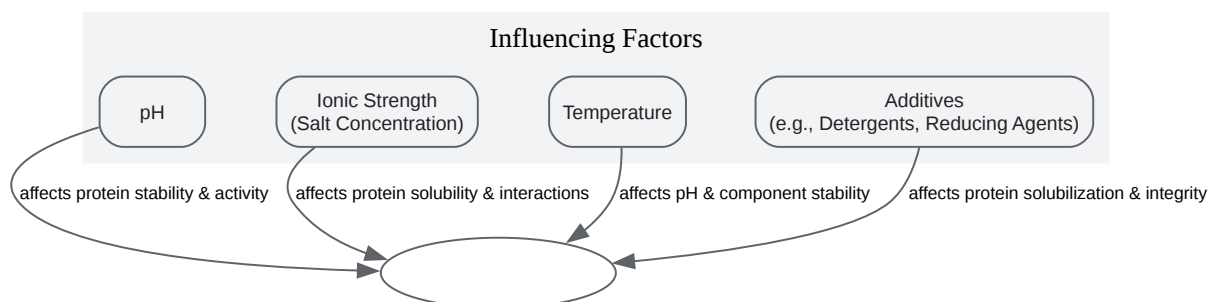 Influencing Factors
pH
Ionic Strength
(Salt Concentration)
Temperature
Additives
(e.g., Detergents, Reducing Agents)
affects protein stability & activity
affects protein solubility & interactions
affects pH & component stability
affects protein solubilization & integrity